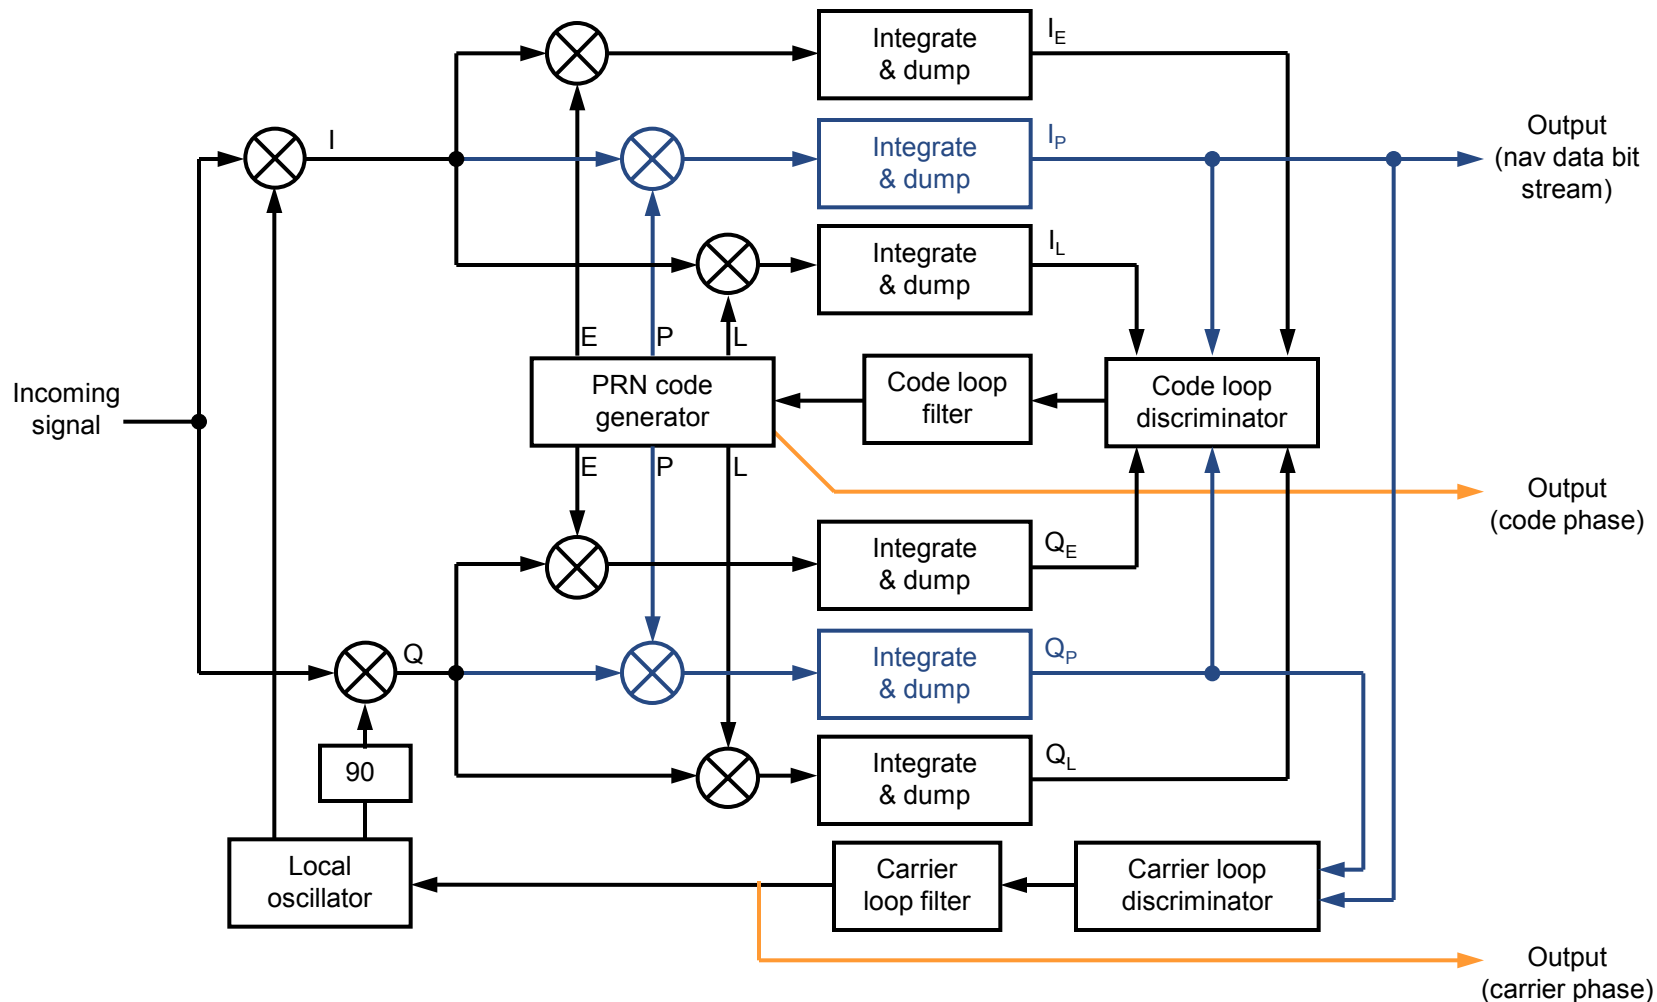 Integrate
& dump
I_E
I
Integrate
& dump
I_P
Output
(nav data bit
stream)
Integrate
& dump
I_L
E
P
L
Incoming
signal
PRN code
generator
Code loop
filter
Code loop
discriminator
E
P
L
Output
(code phase)
Integrate
& dump
Q_E
Q
Integrate
& dump
Q_P
90
Integrate
& dump
Q_L
Local
oscillator
Carrier
loop filter
Carrier loop
discriminator
Output
(carrier phase)